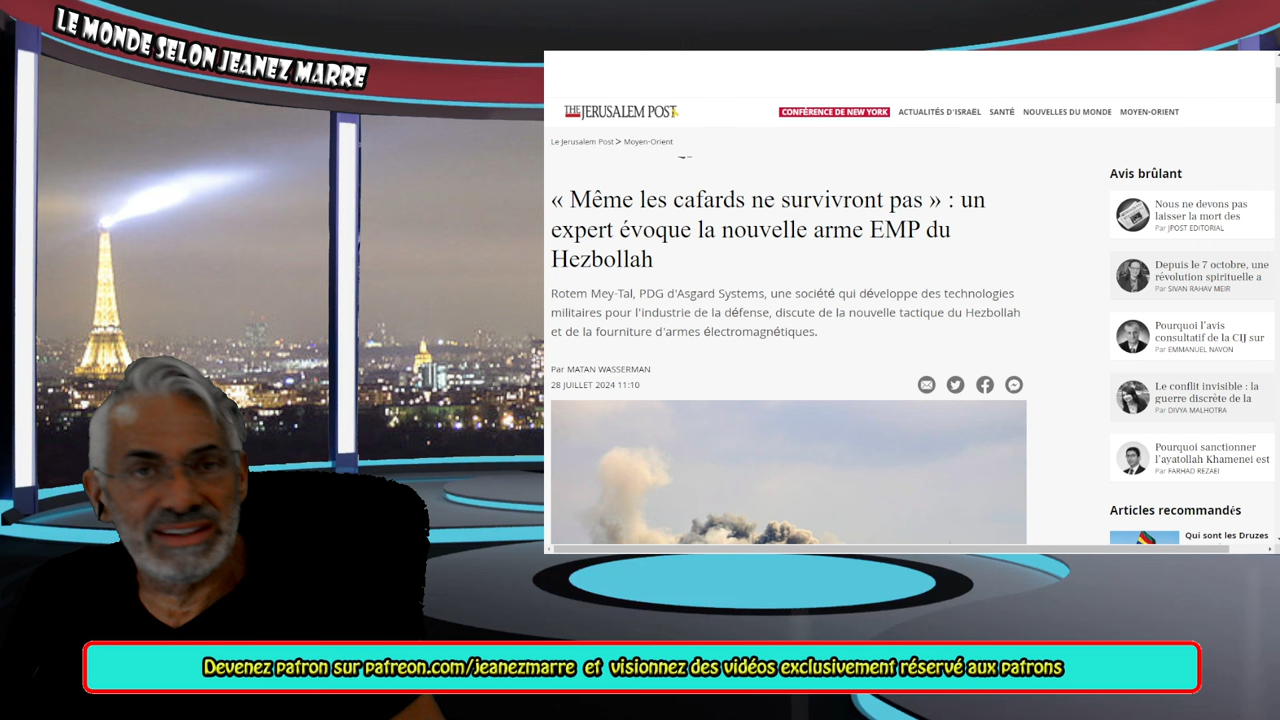 LE MONDE SELON JEANEZ MARRE
THE JERUSALEM POST
CONFÉRENCE DE NEW YORK ACTUALITÉS D'ISRAËL SANTÉ NOUVELLES DU MONDE MOYEN-ORIENT
Le Jerusalem Post > Moyen-Orient
« Même les cafards ne survivront pas » : un
expert évoque la nouvelle arme EMP du
Hezbollah
Rotem Mey-Tal, PDG d'Asgard Systems, une société qui développe des technologies
militaires pour l'industrie de la défense, discute de la nouvelle tactique du Hezbollah
et de la fourniture d'armes électromagnétiques.
Par MATAN WASSERMAN
28 JUILLET 2024 11:10
Avis brûlant
Nous ne devons pas
laisser la mort des
Par JPOST EDITORIAL
Depuis le 7 octobre, une
révolution spirituelle a
Par SIVAN RAHAV MEIR
Pourquoi l'avis
consultatif de la CIJ sur
Par EMMANUEL NAVON
Le conflit invisible : la
guerre discrète de la
Par DIVYA MALHOTRA
Pourquoi sanctionner
l'ayatollah Khamenei est
Par FARHAD REZAEI
Articles recommandés
Qui sont les Druzes
Devenez patron sur patreon.com/jeanezmarre et visionnez des vidéos exclusivement réservé aux patrons